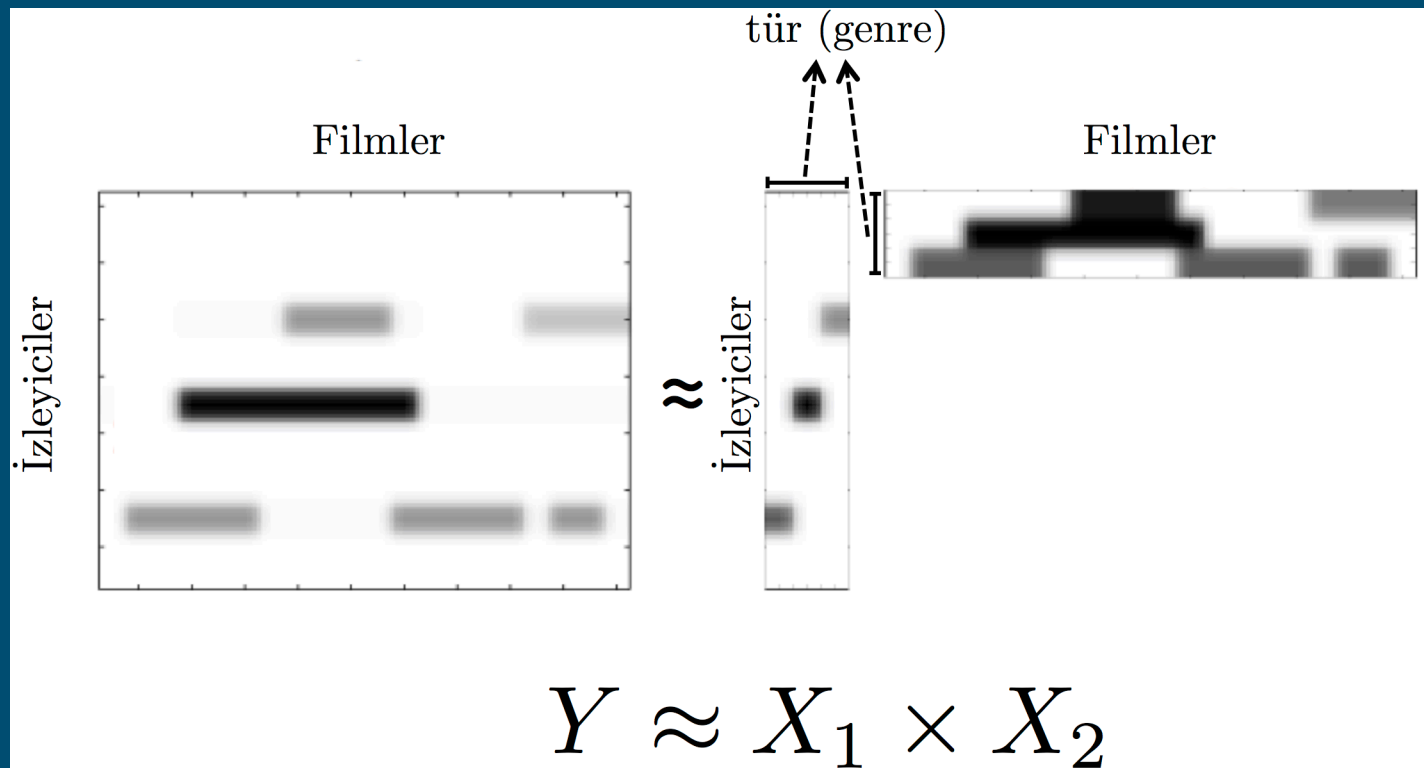 tür (genre)
Filmler
Filmler
İzleyiciler
≈
İzleyiciler
Y ≈ X₁ × X₂